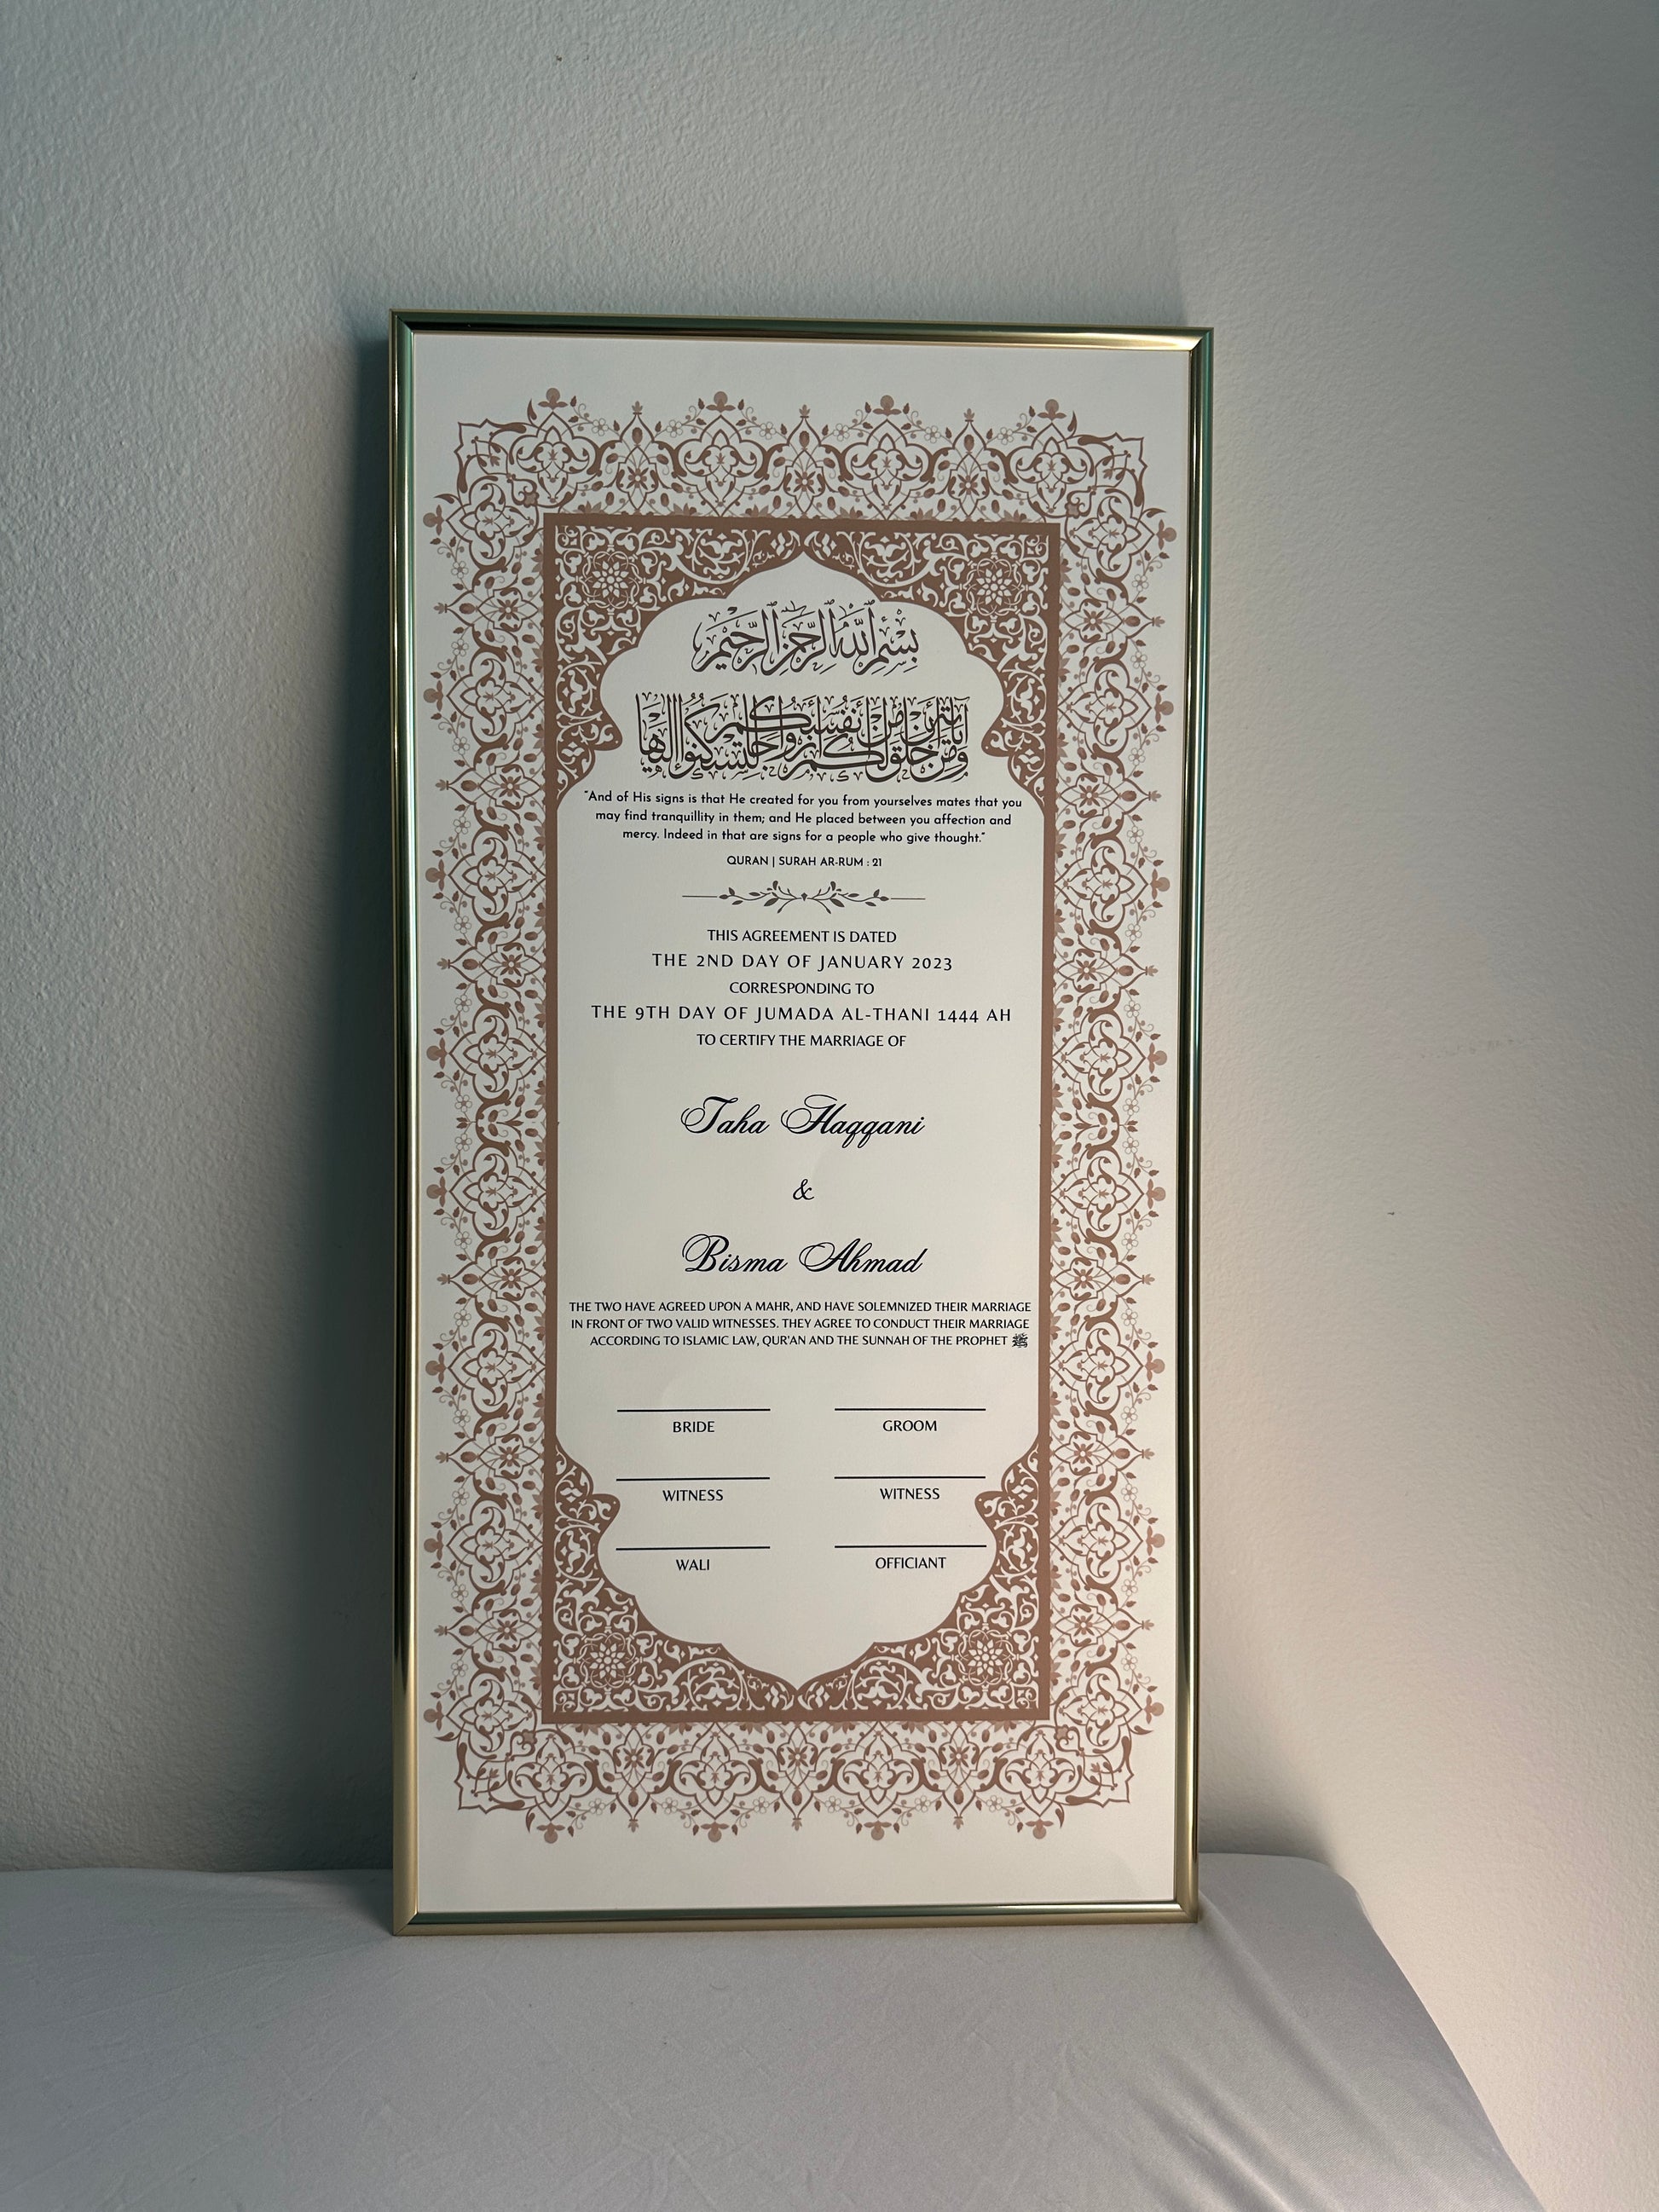 بِسْمِ ٱللَّهِ ٱلرَّحْمَٰنِ ٱلرَّحِيمِ
وَمِنْ آيَاتِهِ أَنْ خَلَقَ لَكُم مِّنْ أَنفُسِكُمْ أَزْوَاجًا لِّتَسْكُنُوا إِلَيْهَا
"And of His signs is that He created for you from yourselves mates that you
may find tranquillity in them; and He placed between you affection and
mercy. Indeed in that are signs for a people who give thought."
QURAN | SURAH AR-RUM : 21
THIS AGREEMENT IS DATED
THE 2ND DAY OF JANUARY 2023
CORRESPONDING TO
THE 9TH DAY OF JUMADA AL-THANI 1444 AH
TO CERTIFY THE MARRIAGE OF
Taha Haqqani
&
Bisma Ahmad
THE TWO HAVE AGREED UPON A MAHR, AND HAVE SOLEMNIZED THEIR MARRIAGE
IN FRONT OF TWO VALID WITNESSES. THEY AGREE TO CONDUCT THEIR MARRIAGE
ACCORDING TO ISLAMIC LAW, QUR'AN AND THE SUNNAH OF THE PROPHET ﷺ
BRIDE GROOM
WITNESS WITNESS
WALI OFFICIANT